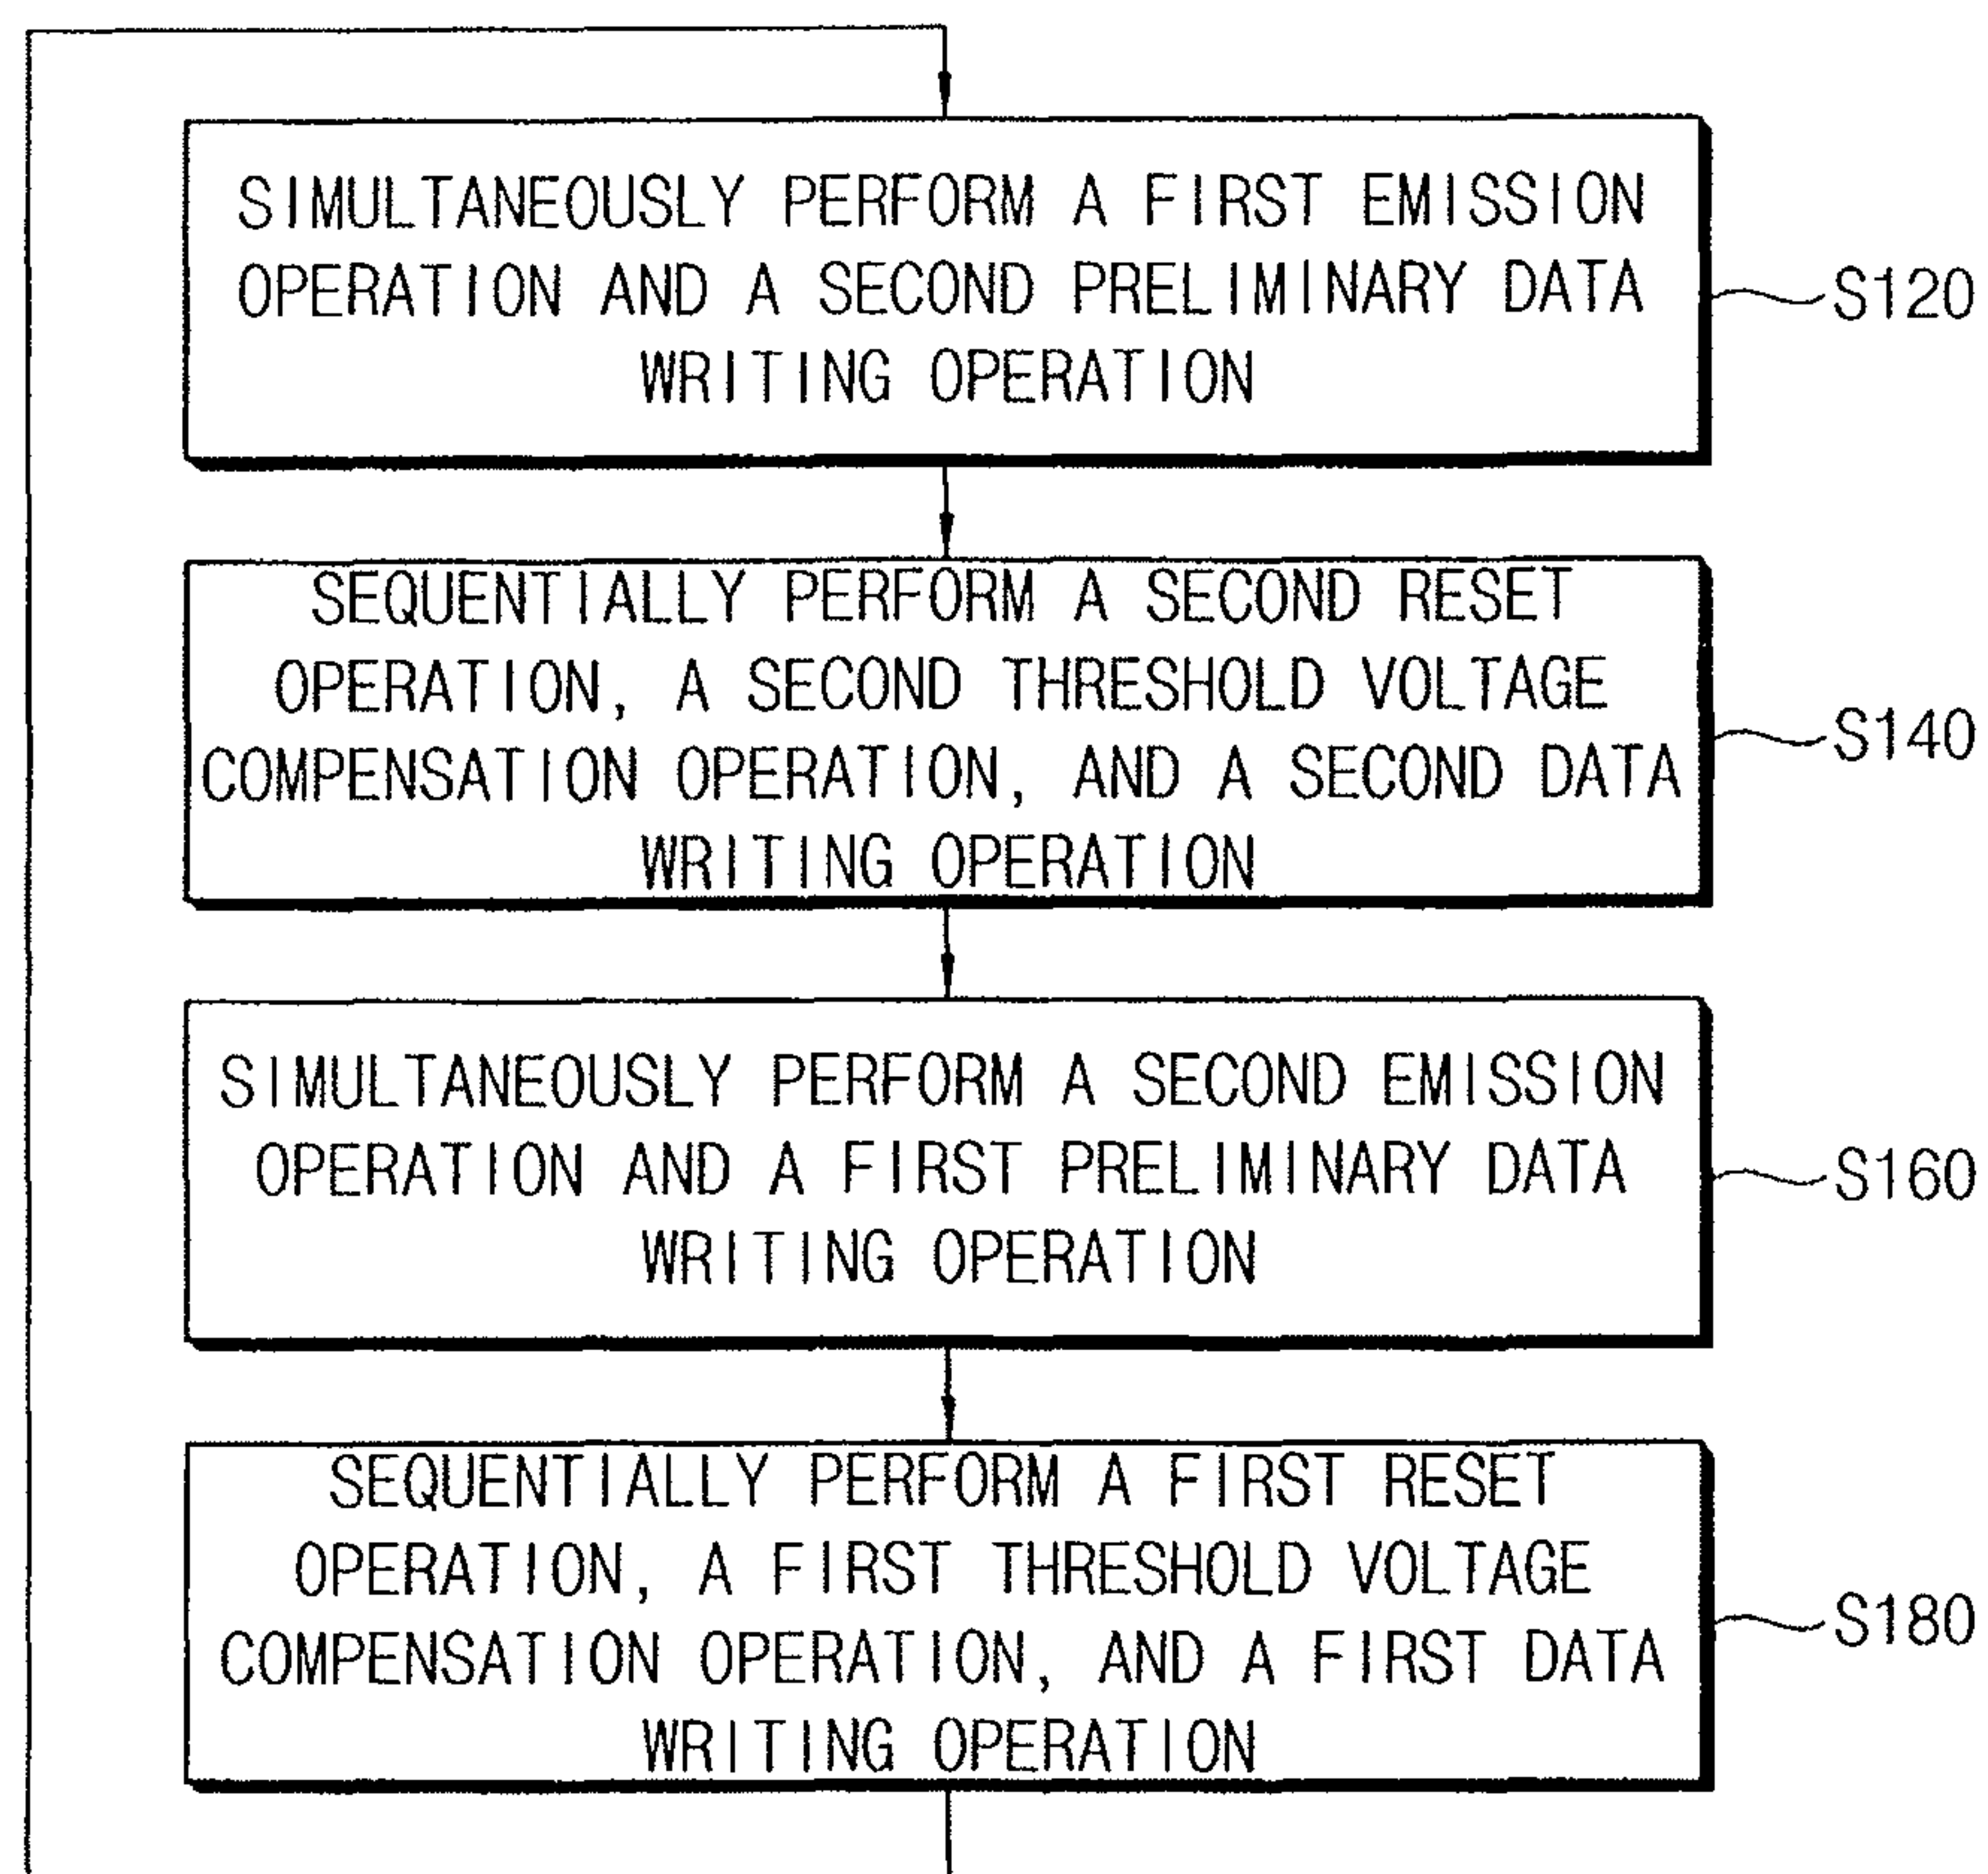 SIMULTANEOUSLY PERFORM A FIRST EMISSION
OPERATION AND A SECOND PRELIMINARY DATA
WRITING OPERATION
S120
SEQUENTIALLY PERFORM A SECOND RESET
OPERATION, A SECOND THRESHOLD VOLTAGE
COMPENSATION OPERATION, AND A SECOND DATA
WRITING OPERATION
S140
SIMULTANEOUSLY PERFORM A SECOND EMISSION
OPERATION AND A FIRST PRELIMINARY DATA
WRITING OPERATION
S160
SEQUENTIALLY PERFORM A FIRST RESET
OPERATION, A FIRST THRESHOLD VOLTAGE
COMPENSATION OPERATION, AND A FIRST DATA
WRITING OPERATION
S180